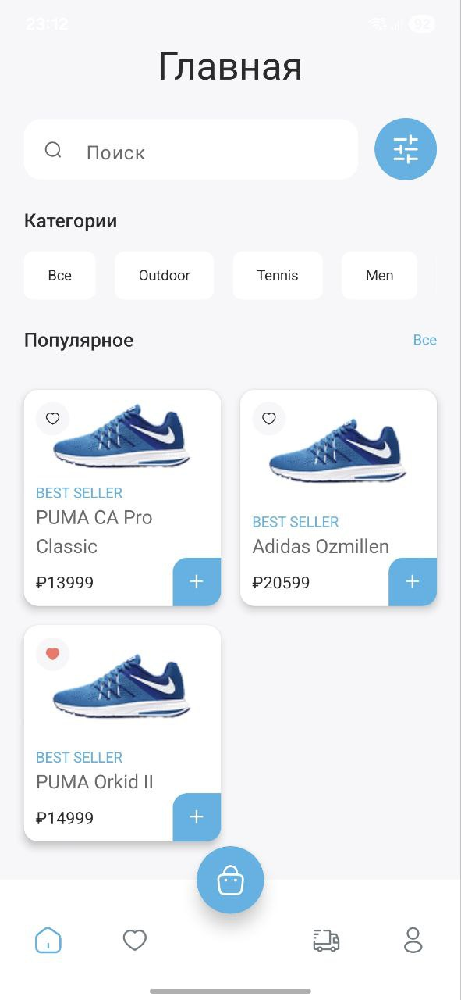 23:12
92
Главная
Поиск
Категории
Все
Outdoor
Tennis
Men
Популярное
Все
BEST SELLER
PUMA CA Pro
Classic
₽13999
BEST SELLER
Adidas Ozmillen
₽20599
BEST SELLER
PUMA Orkid II
₽14999